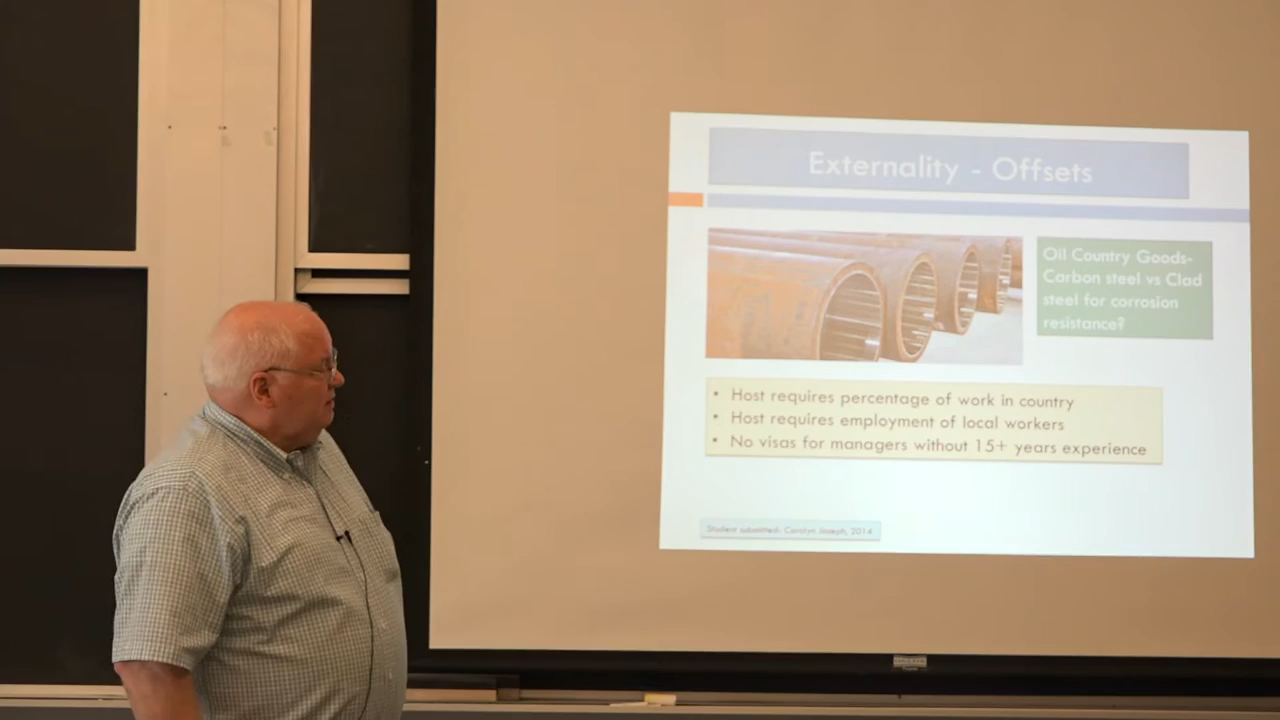 Externality - Offsets
Oil Country Goods-
Carbon steel vs Clad
steel for corrosion
resistance?
• Host requires percentage of work in country
• Host requires employment of local workers
• No visas for managers without 15+ years experience
Student submitted- Carolyn Joseph, 2014